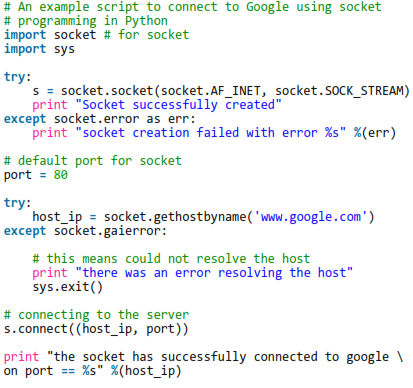 # An example script to connect to Google using socket
# programming in Python
import socket # for socket
import sys

try:
    s = socket.socket(socket.AF_INET, socket.SOCK_STREAM)
    print "Socket successfully created"
except socket.error as err:
    print "socket creation failed with error %s" %(err)

# default port for socket
port = 80

try:
    host_ip = socket.gethostbyname('www.google.com')
except socket.gaierror:

    # this means could not resolve the host
    print "there was an error resolving the host"
    sys.exit()

# connecting to the server
s.connect((host_ip, port))

print "the socket has successfully connected to google \
on port == %s" %(host_ip)